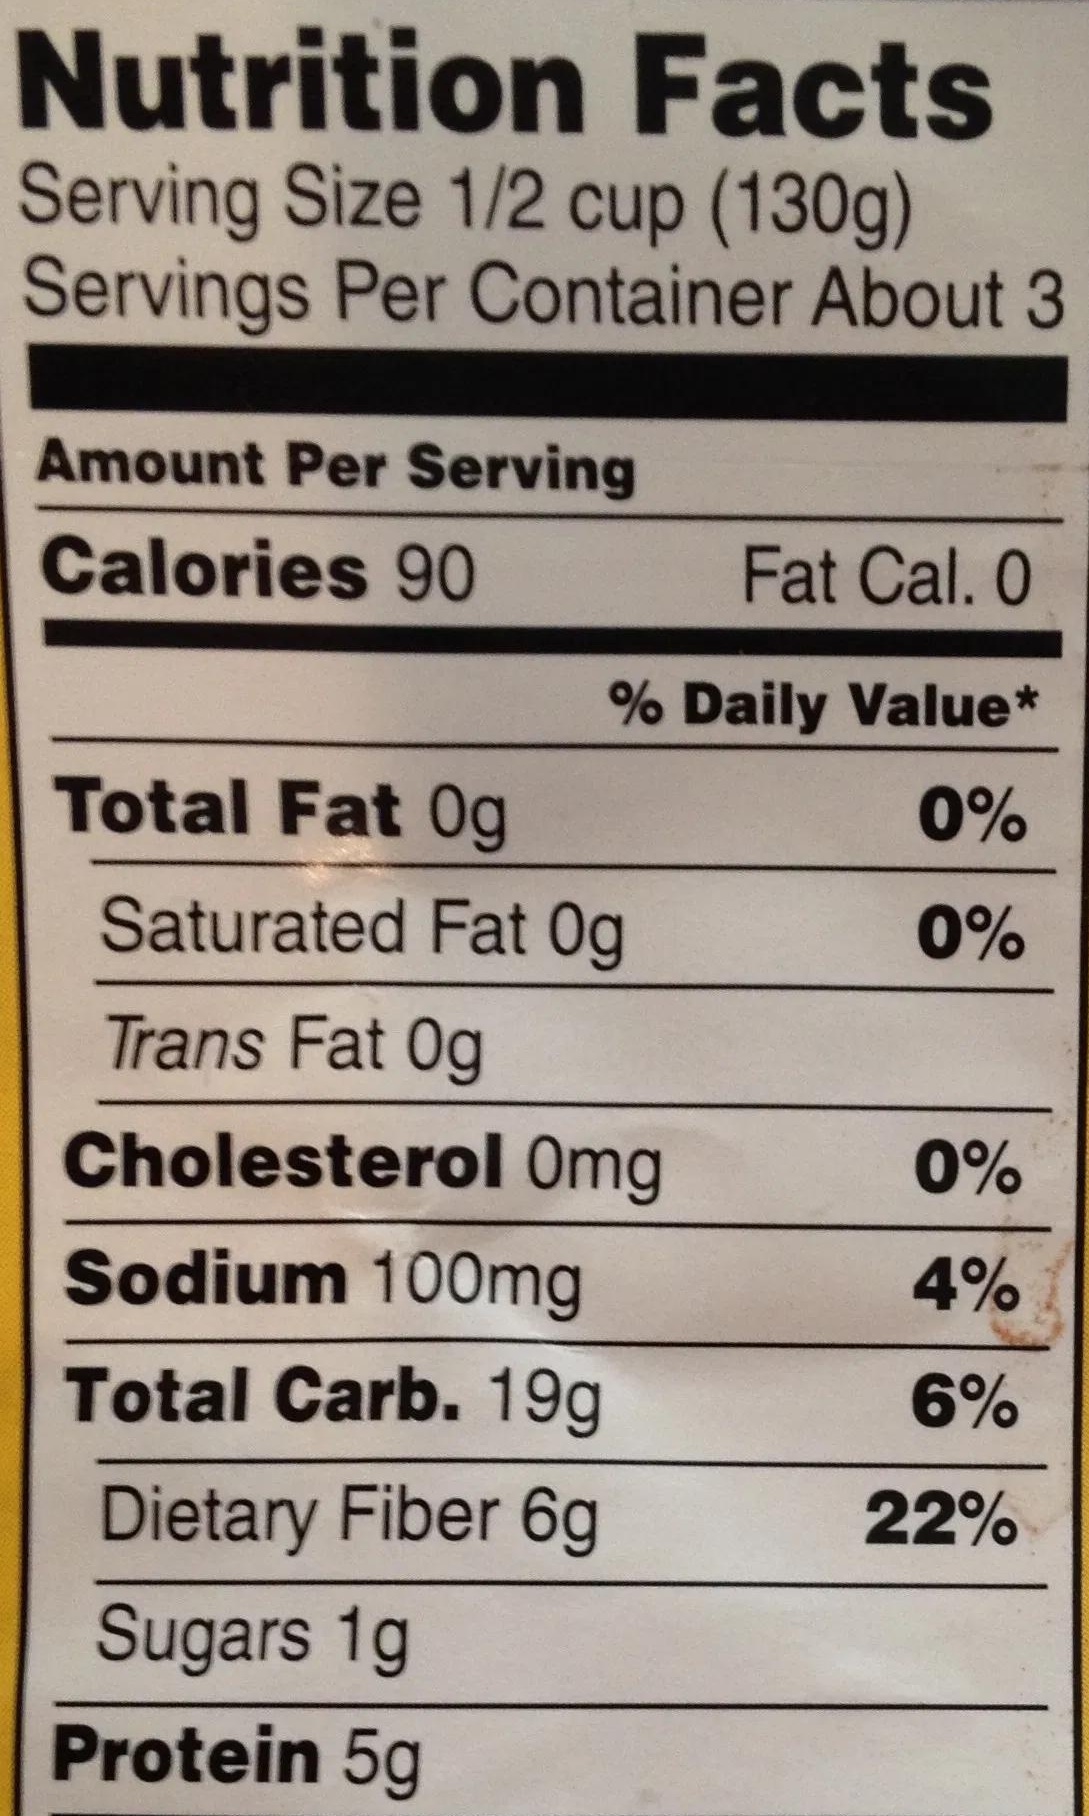 Nutrition Facts
Serving Size 1/2 cup (130g)
Servings Per Container About 3
Amount Per Serving
Calories 90 Fat Cal. 0
% Daily Value*
Total Fat 0g 0%
Saturated Fat 0g 0%
Trans Fat 0g
Cholesterol 0mg 0%
Sodium 100mg 4%
Total Carb. 19g 6%
Dietary Fiber 6g 22%
Sugars 1g
Protein 5g